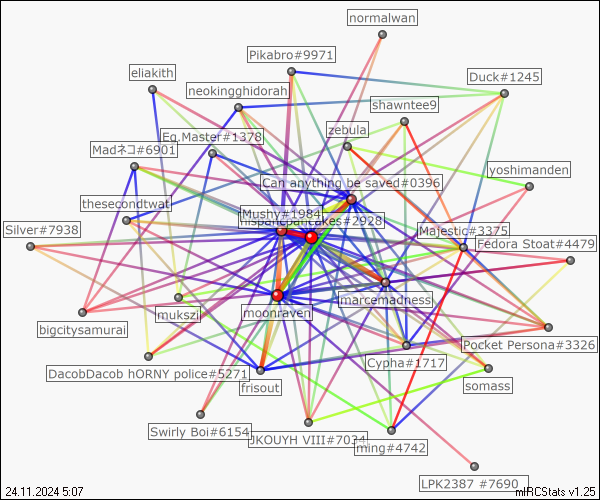 normalwan
Pikabro#9971
eliakith
Duck#1245
neokingghidorah
shawntee9
zebula
Eg.Master#1378
Madネコ#6901
yoshimanden
Can anything be saved#0396
thesecondtwat
Mushy#1984
hispanicpancakes#2928
Silver#7938
Majestic#3375
Fedora Stoat#4479
marcemadness
mukszi
moonraven
bigcitysamurai
Pocket Persona#3326
Cypha#1717
DacobDacob hORNY police#5271
frisout
somass
Swirly Boi#6154
JKOUYH VIII#7034
ming#4742
LPK2387 #7690
24.11.2024 5:07
mIRCStats v1.25